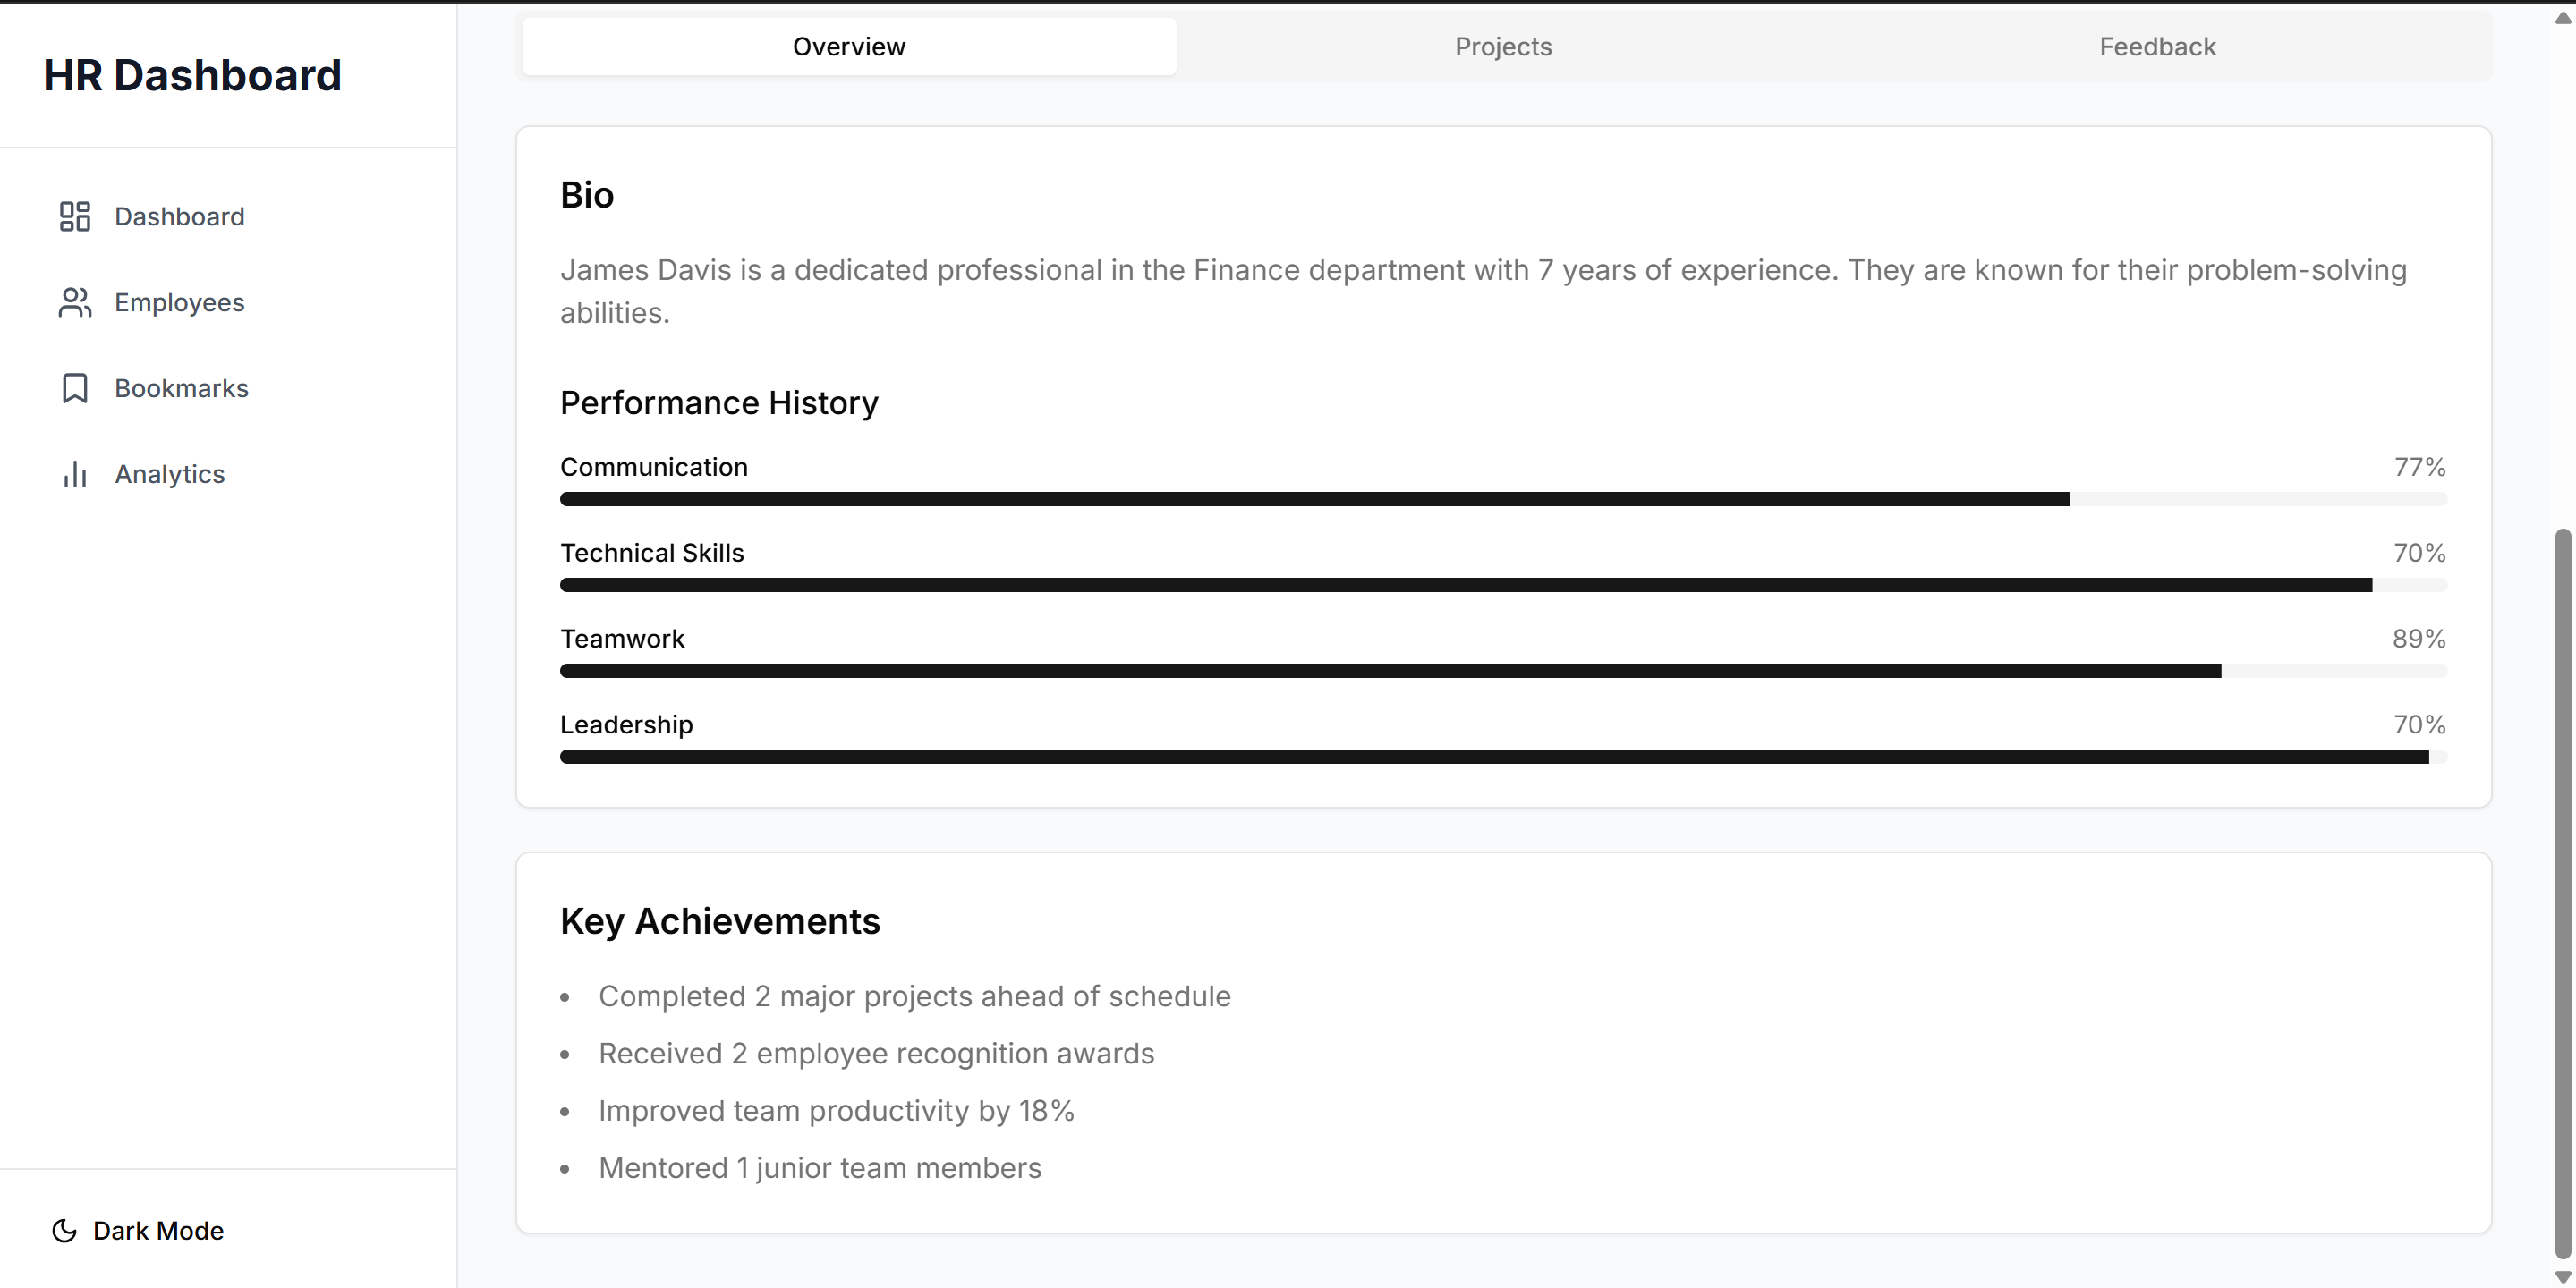 HR Dashboard
Dashboard
Employees
Bookmarks
Analytics
Dark Mode
Overview
Projects
Feedback
Bio
James Davis is a dedicated professional in the Finance department with 7 years of experience. They are known for their problem-solving
abilities.
Performance History
Communication 77%
Technical Skills 70%
Teamwork 89%
Leadership 70%
Key Achievements
• Completed 2 major projects ahead of schedule
• Received 2 employee recognition awards
• Improved team productivity by 18%
• Mentored 1 junior team members